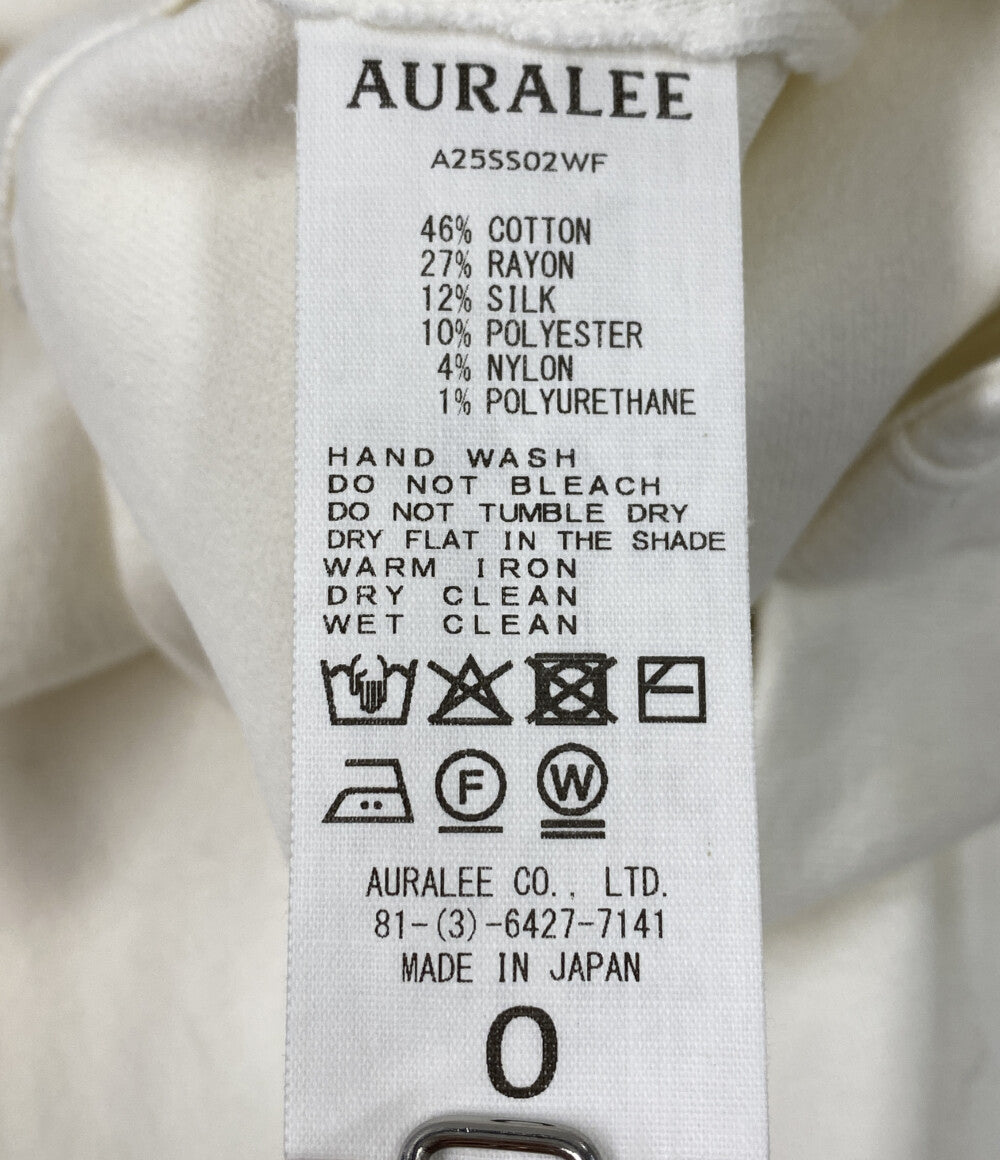 AURALEE
A25SS02WF
46% COTTON
27% RAYON
12% SILK
10% POLYESTER
4% NYLON
1% POLYURETHANE
HAND WASH
DO NOT BLEACH
DO NOT TUMBLE DRY
DRY FLAT IN THE SHADE
WARM IRON
DRY CLEAN
WET CLEAN
F W
AURALEE CO., LTD.
81-(3)-6427-7141
MADE IN JAPAN
0